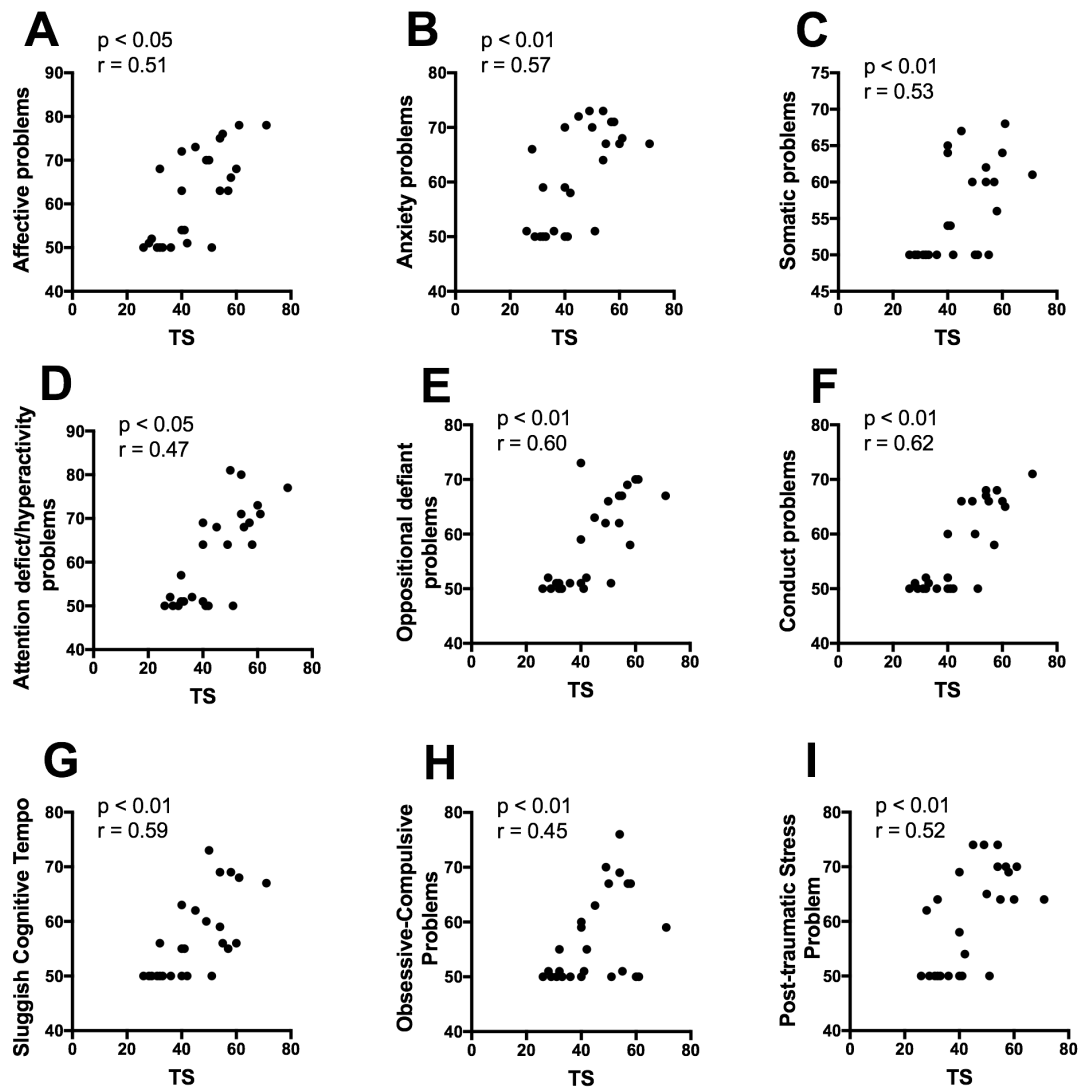 A
p < 0.05
r = 0.51
Affective problems
90
80
70
60
50
40
0 20 40 60 80
TS
B
p < 0.01
r = 0.57
Anxiety problems
80
70
60
50
40
0 20 40 60 80
TS
C
p < 0.01
r = 0.53
Somatic problems
75
70
65
60
55
50
45
0 20 40 60 80
TS
D
p < 0.05
r = 0.47
Attention defict/hyperactivity
problems
90
80
70
60
50
40
0 20 40 60 80
TS
E
p < 0.01
r = 0.60
Oppositional defiant
problems
80
70
60
50
40
0 20 40 60 80
TS
F
p < 0.01
r = 0.62
Conduct problems
80
70
60
50
40
0 20 40 60 80
TS
G
p < 0.01
r = 0.59
Sluggish Cognitive Tempo
80
70
60
50
40
0 20 40 60 80
TS
H
p < 0.01
r = 0.45
Obsessive-Compulsive
Problems
80
70
60
50
40
0 20 40 60 80
TS
I
p < 0.01
r = 0.52
Post-traumatic Stress
Problem
80
70
60
50
40
0 20 40 60 80
TS